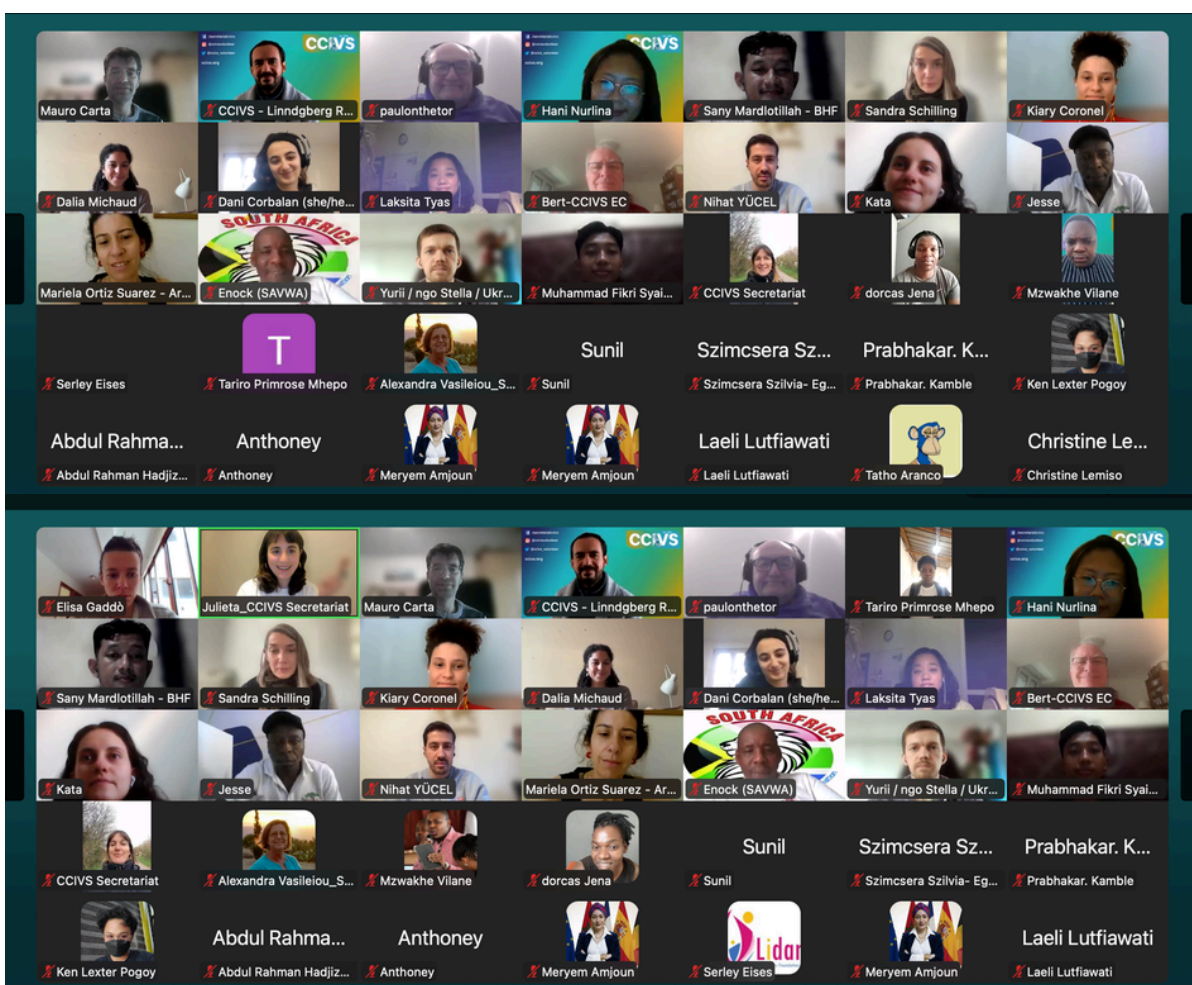 CCIVS
CCIVS
Mauro Carta
CCIVS - Linndgberg R...
paulonthetor
Hani Nurlina
Sany Mardlotillah - BHF
Sandra Schilling
Kiary Coronel
Dalia Michaud
Dani Corbalan (she/he...
Laksita Tyas
Bert-CCIVS EC
Nihat YÜCEL
Kata
Jesse
SOUTH AFRICA
Mariela Ortiz Suarez - Ar...
Enock (SAVWA)
Yurii / ngo Stella / Ukr...
Muhammad Fikri Syai...
CCIVS Secretariat
dorcas Jena
Mzwakhe Vilane
T
Sunil
Szimcsera Sz...
Prabhakar. K...
Serley Eises
Tariro Primrose Mhepo
Alexandra Vasileiou_S...
Sunil
Szimcsera Szilvia- Eg...
Prabhakar. Kamble
Ken Lexter Pogoy
Abdul Rahma...
Anthoney
Laeli Lutfiawati
Christine Le...
Abdul Rahman Hadjiz...
Anthoney
Meryem Amjoun
Meryem Amjoun
Laeli Lutfiawati
Tatho Aranco
Christine Lemiso
CCIVS
CCIVS
Elisa Gaddò
Julieta_CCIVS Secretariat
Mauro Carta
CCIVS - Linndgberg R...
paulonthetor
Tariro Primrose Mhepo
Hani Nurlina
Sany Mardlotillah - BHF
Sandra Schilling
Kiary Coronel
Dalia Michaud
Dani Corbalan (she/he...
Laksita Tyas
Bert-CCIVS EC
SOUTH AFRICA
Kata
Jesse
Nihat YÜCEL
Mariela Ortiz Suarez - Ar...
Enock (SAVWA)
Yurii / ngo Stella / Ukr...
Muhammad Fikri Syai...
Sunil
Szimcsera Sz...
Prabhakar. K...
CCIVS Secretariat
Alexandra Vasileiou_S...
Mzwakhe Vilane
dorcas Jena
Sunil
Szimcsera Szilvia- Eg...
Prabhakar. Kamble
Abdul Rahma...
Anthoney
Lidar
Laeli Lutfiawati
Ken Lexter Pogoy
Abdul Rahman Hadjiz...
Anthoney
Meryem Amjoun
Serley Eises
Meryem Amjoun
Laeli Lutfiawati